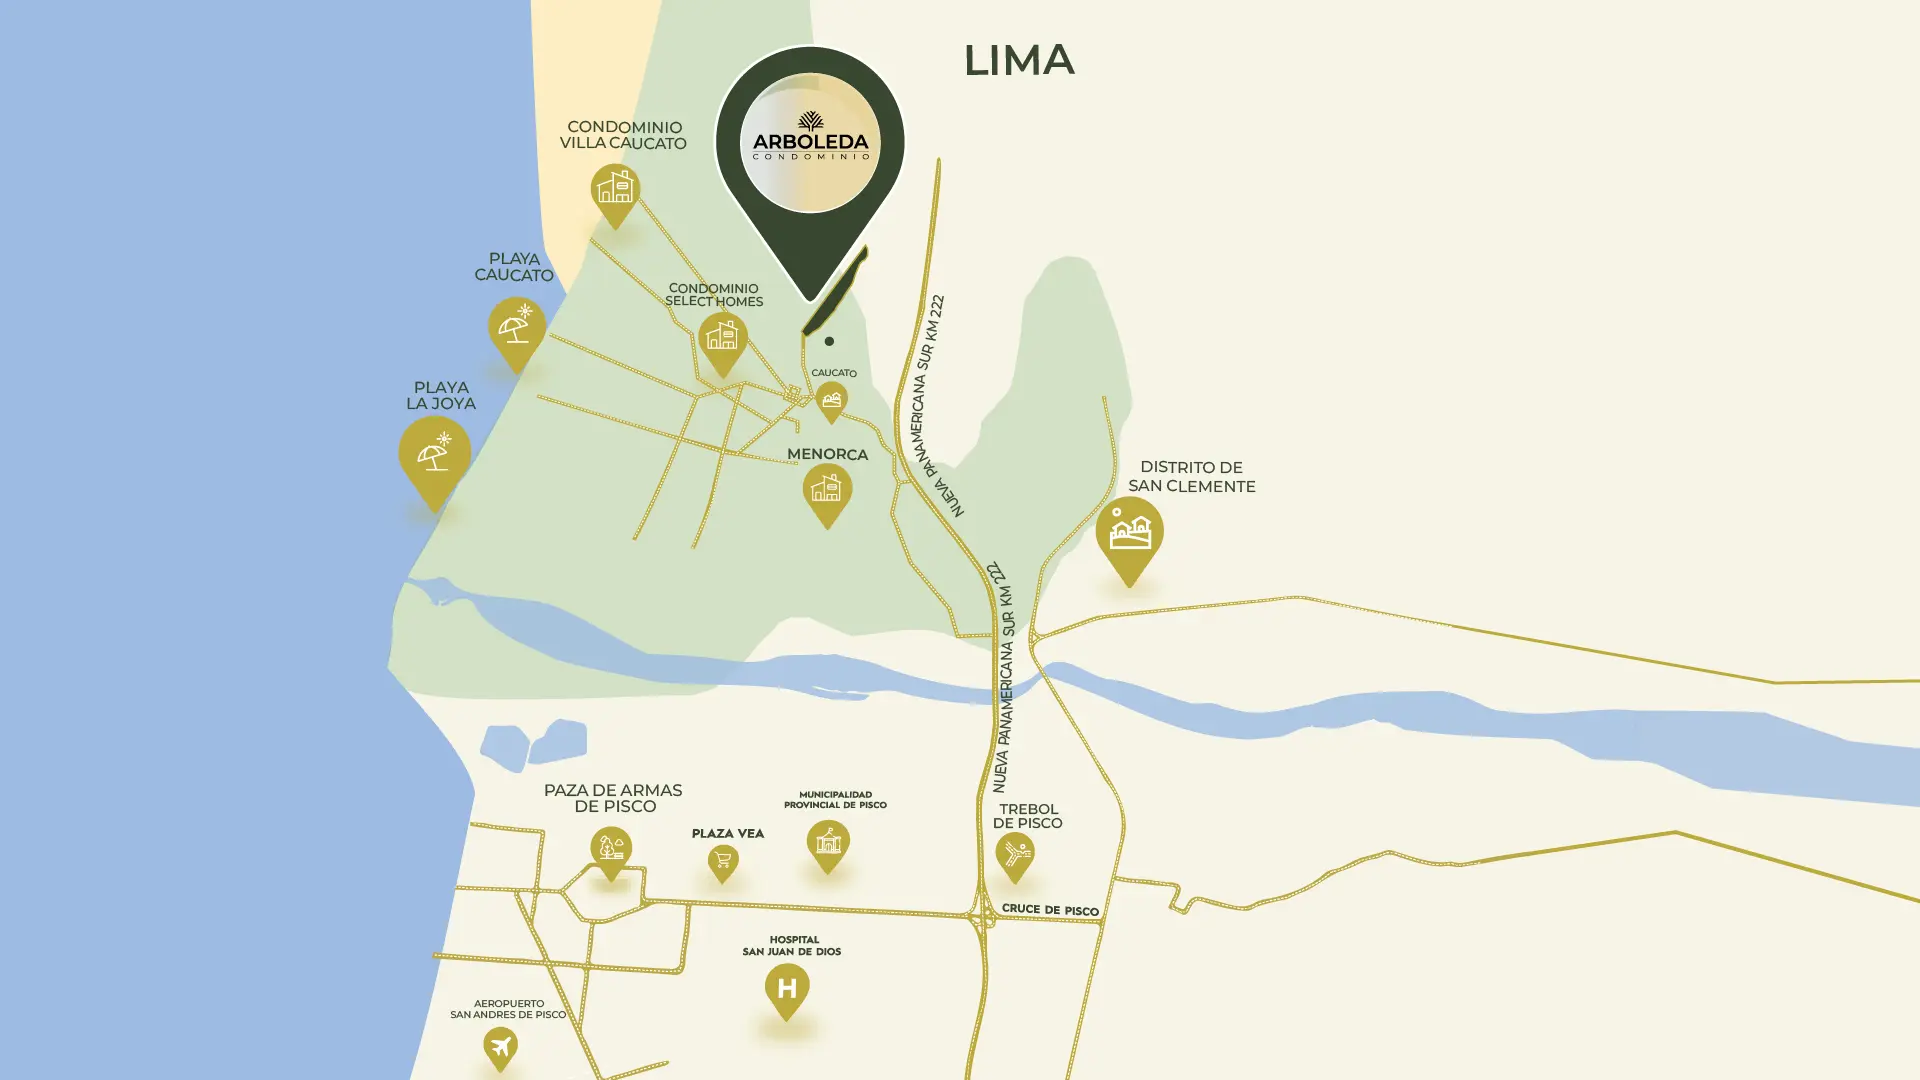 LIMA
CONDOMINIO
VILLA CAUCATO
ARBOLEDA
CONDOMINIO
PLAYA
CAUCATO
CONDOMINIO
SELECT HOMES
NUEVA PANAMERICANA SUR KM 222
CAUCATO
PLAYA
LA JOYA
MENORCA
DISTRITO DE
SAN CLEMENTE
NUEVA PANAMERICANA SUR KM 222
PAZA DE ARMAS
DE PISCO
MUNICIPALIDAD
PROVINCIAL DE PISCO
PLAZA VEA
TREBOL
DE PISCO
CRUCE DE PISCO
HOSPITAL
SAN JUAN DE DIOS
H
AEROPUERTO
SAN ANDRES DE PISCO